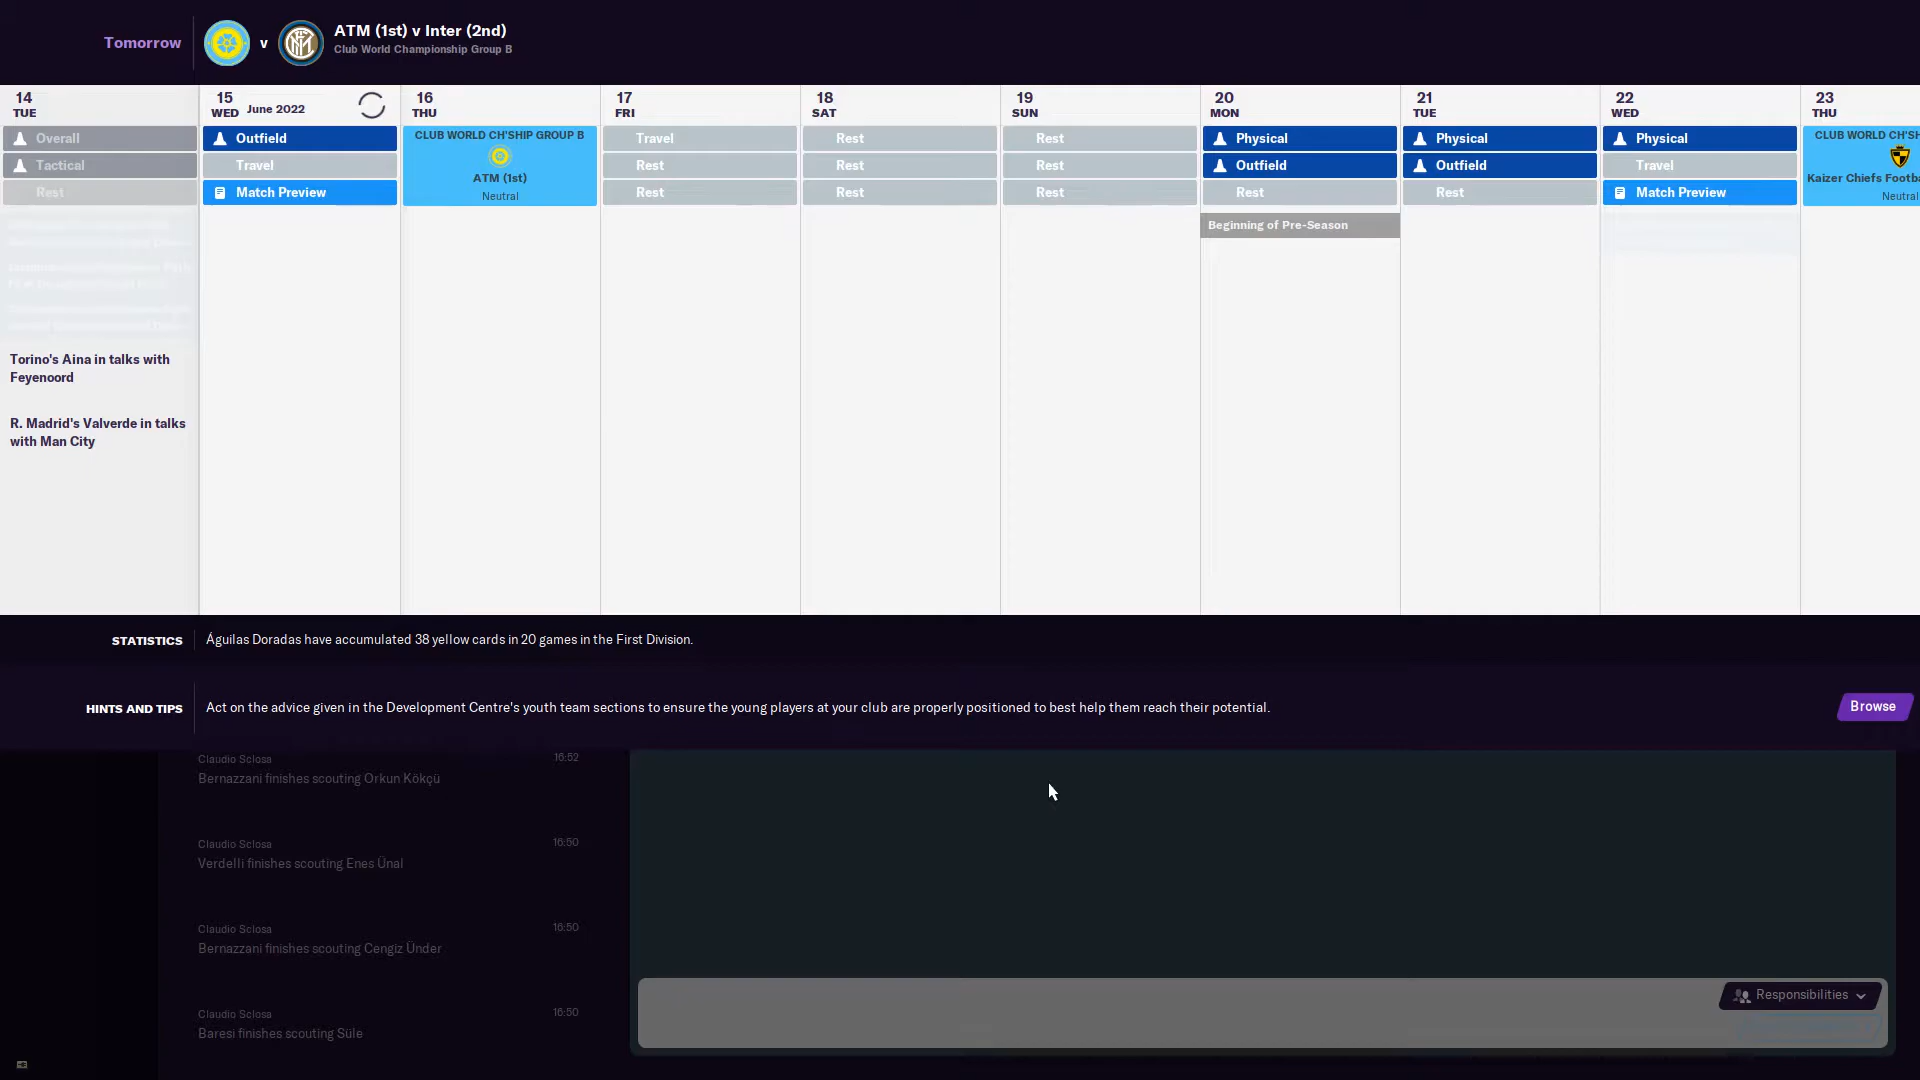 Tomorrow
v
ATM (1st) v Inter (2nd)
Club World Championship Group B
14
TUE
Overall
Tactical
Rest
Torino's Aina in talks with
Feyenoord
R. Madrid's Valverde in talks
with Man City
15
WED June 2022
Outfield
Travel
Match Preview
16
THU
CLUB WORLD CH'SHIP GROUP B
ATM (1st)
Neutral
17
FRI
Travel
Rest
Rest
18
SAT
Rest
Rest
Rest
19
SUN
Rest
Rest
Rest
20
MON
Physical
Outfield
Rest
Beginning of Pre-Season
21
TUE
Physical
Outfield
Rest
22
WED
Physical
Travel
Match Preview
23
THU
CLUB WORLD CH'SH
Kaizer Chiefs Footba
Neutral
STATISTICS
Águilas Doradas have accumulated 38 yellow cards in 20 games in the First Division.
HINTS AND TIPS
Act on the advice given in the Development Centre's youth team sections to ensure the young players at your club are properly positioned to best help them reach their potential.
Browse
Claudio Sclosa
16:52
Bernazzani finishes scouting Orkun Kökçü
Claudio Sclosa
16:50
Verdelli finishes scouting Enes Ünal
Claudio Sclosa
16:50
Bernazzani finishes scouting Cengiz Ünder
Claudio Sclosa
16:50
Baresi finishes scouting Süle
Responsibilities